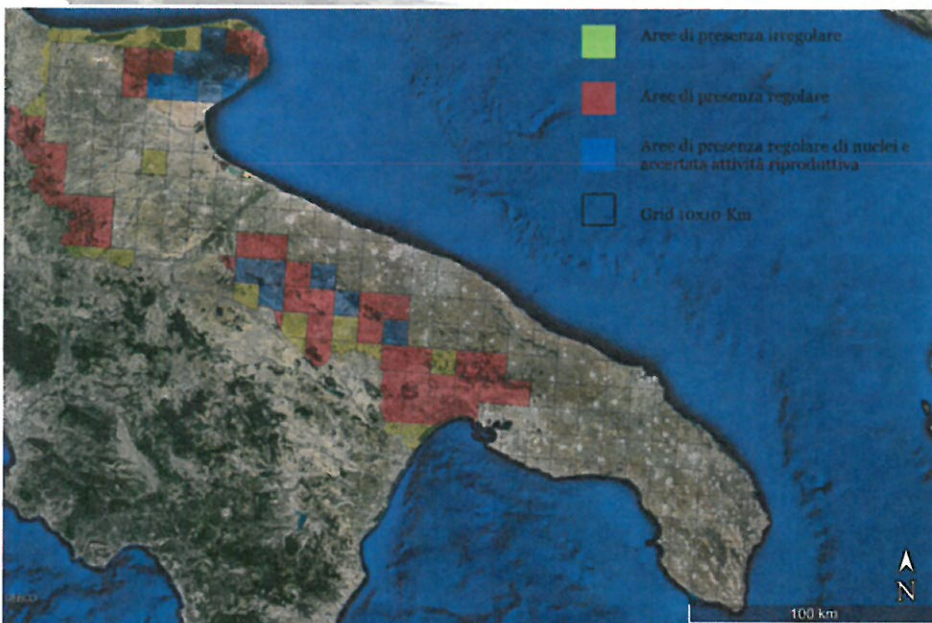 Aree di presenza irregolare
Aree di presenza regolare
Aree di presenza regolare di nuclei e
accertata attività riproduttiva
Grid 10x10 Km
N
100 km